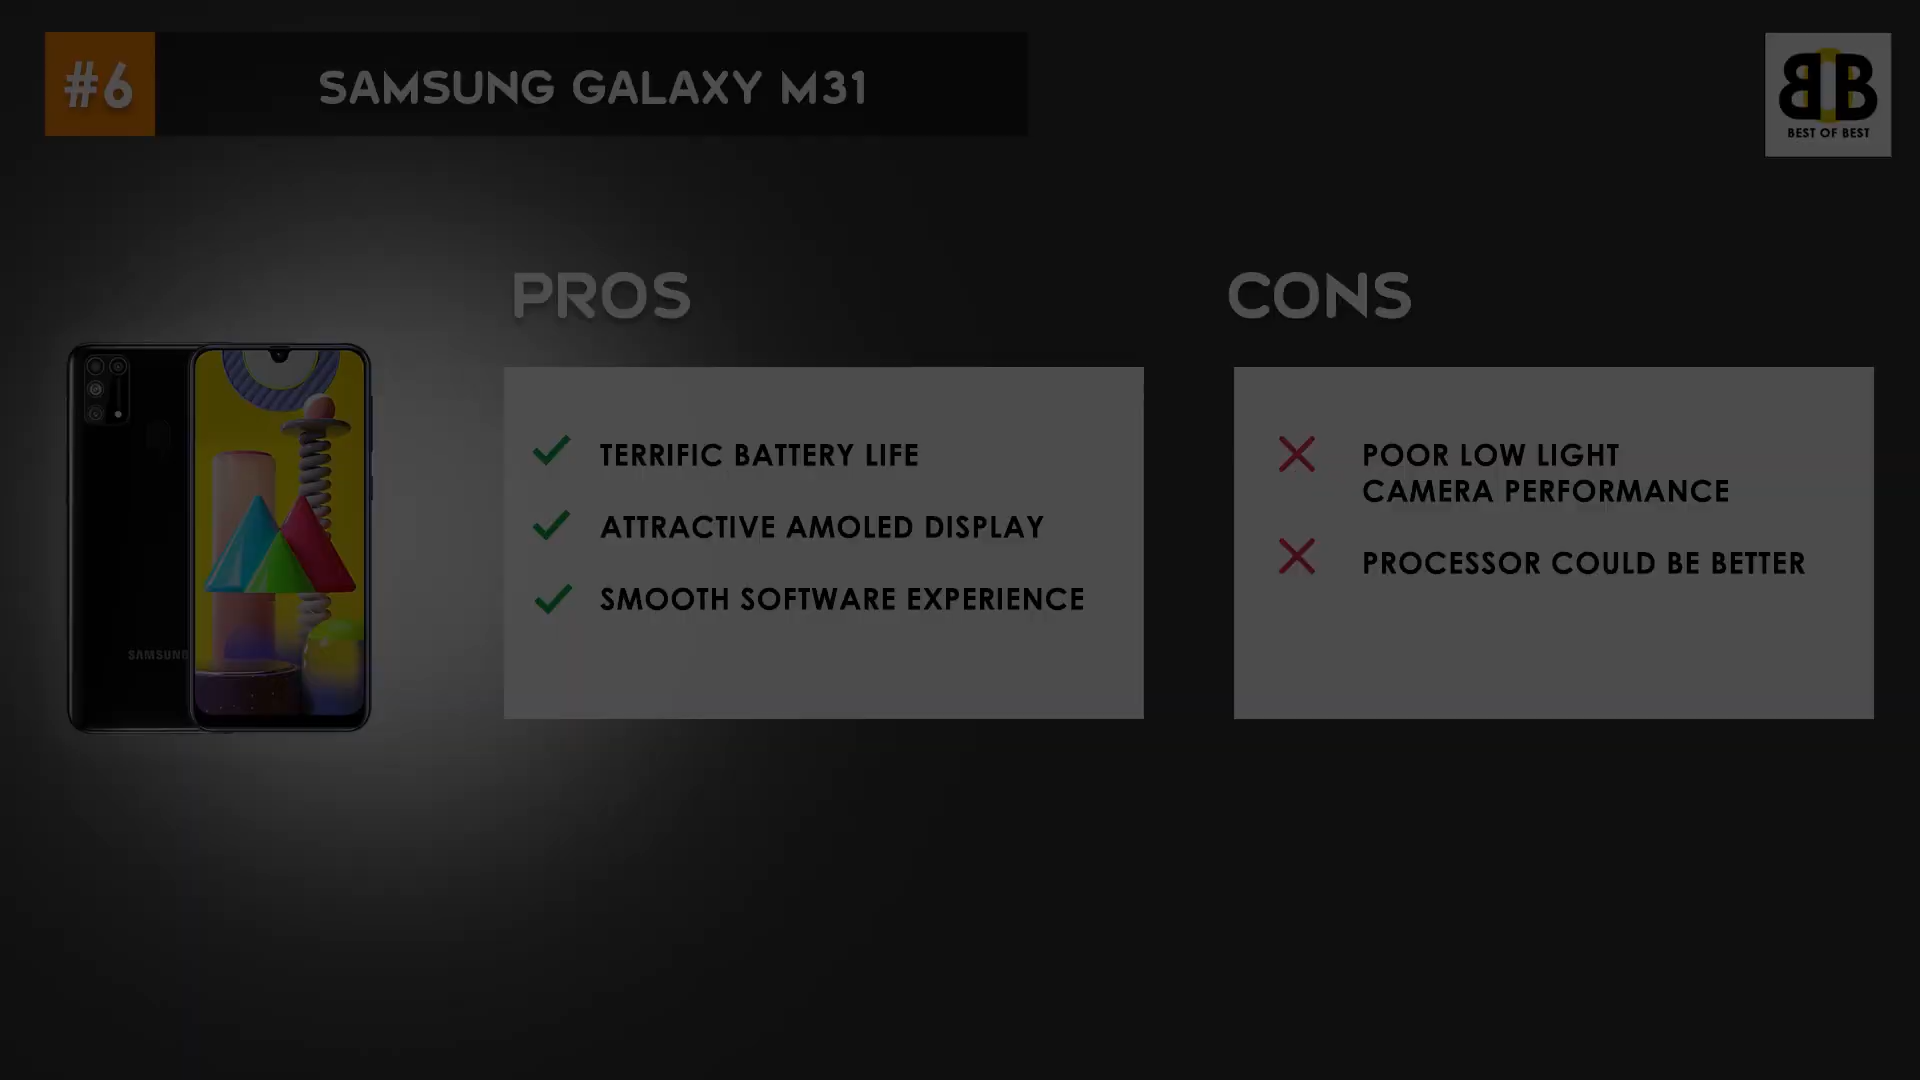 #6
SAMSUNG GALAXY M31
BEST OF BEST
PROS
CONS
TERRIFIC BATTERY LIFE
ATTRACTIVE AMOLED DISPLAY
SMOOTH SOFTWARE EXPERIENCE
POOR LOW LIGHT
CAMERA PERFORMANCE
PROCESSOR COULD BE BETTER
SAMSUNG